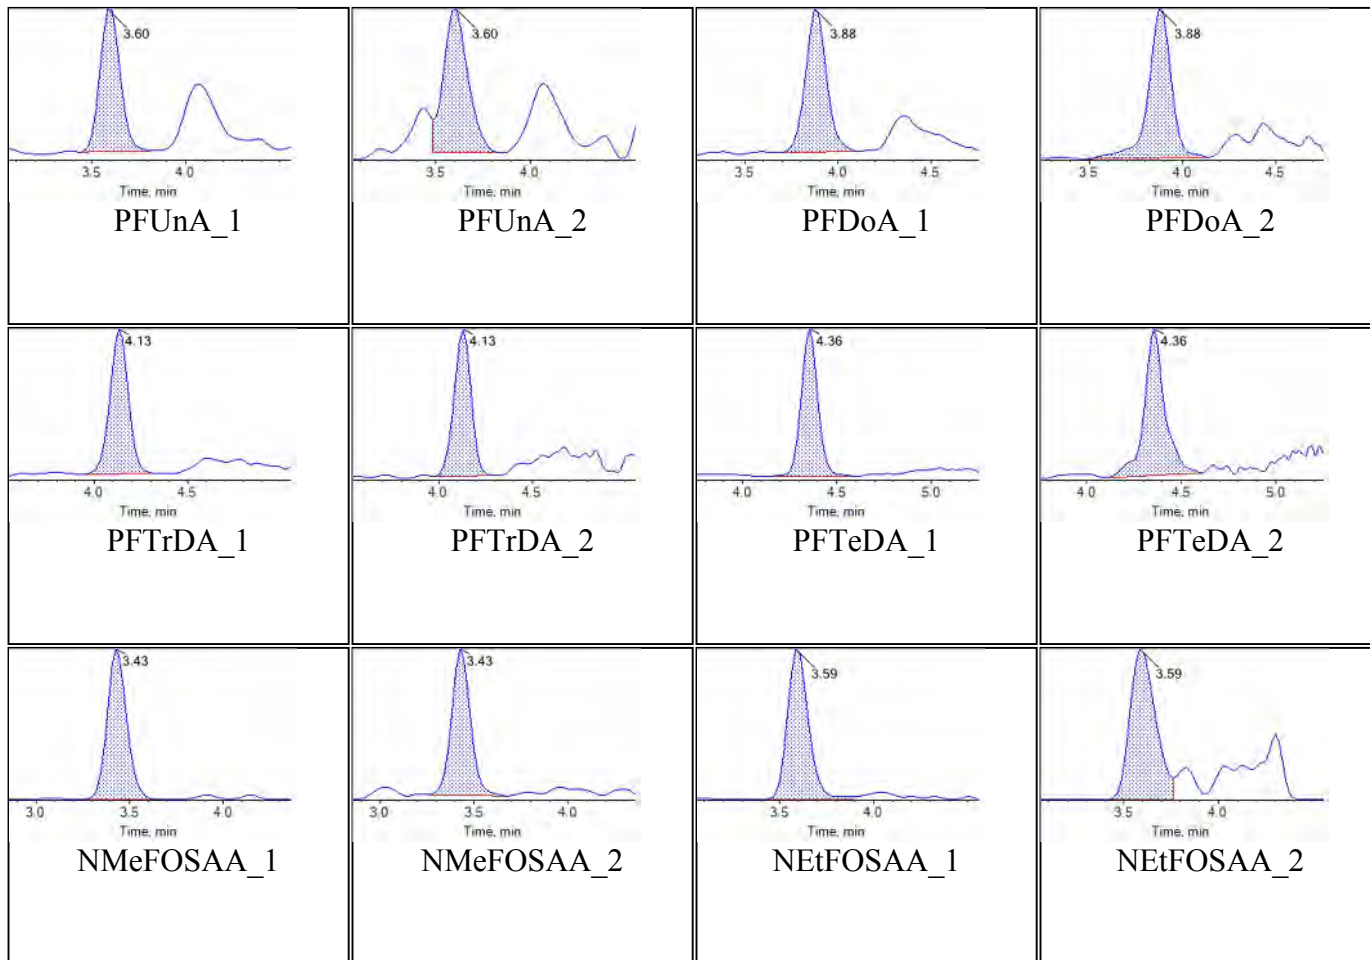 3.60
3.60
3.88
3.88
3.5 4.0
3.5 4.0
3.5 4.0 4.5
3.5 4.0 4.5
Time, min
Time, min
Time, min
Time, min
PFUnA_1
PFUnA_2
PFDoA_1
PFDoA_2
4.13
4.13
4.36
4.36
4.0 4.5
4.0 4.5
4.0 4.5 5.0
4.0 4.5 5.0
Time, min
Time, min
Time, min
Time, min
PFTrDA_1
PFTrDA_2
PFTeDA_1
PFTeDA_2
3.43
3.43
3.59
3.59
3.0 3.5 4.0
3.0 3.5 4.0
3.5 4.0
3.5 4.0
Time, min
Time, min
Time, min
Time, min
NMeFOSAA_1
NMeFOSAA_2
NEtFOSAA_1
NEtFOSAA_2